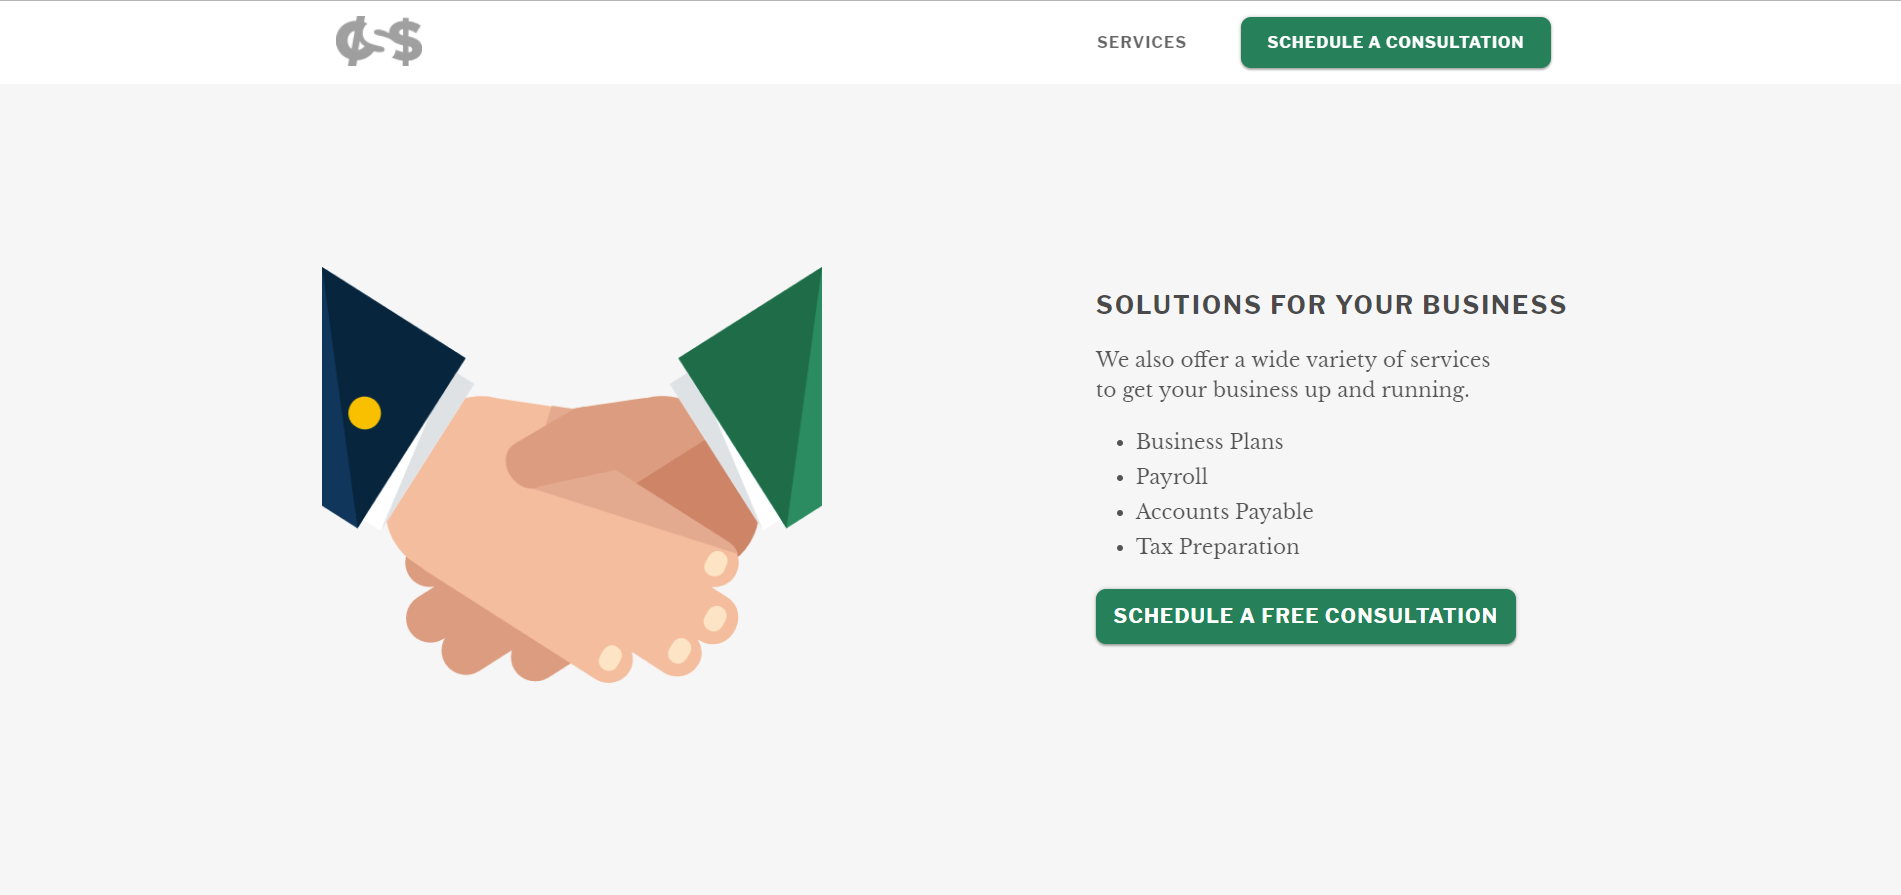 ¢ $
SERVICES
SCHEDULE A CONSULTATION
SOLUTIONS FOR YOUR BUSINESS
We also offer a wide variety of services
to get your business up and running.
• Business Plans
• Payroll
• Accounts Payable
• Tax Preparation
SCHEDULE A FREE CONSULTATION